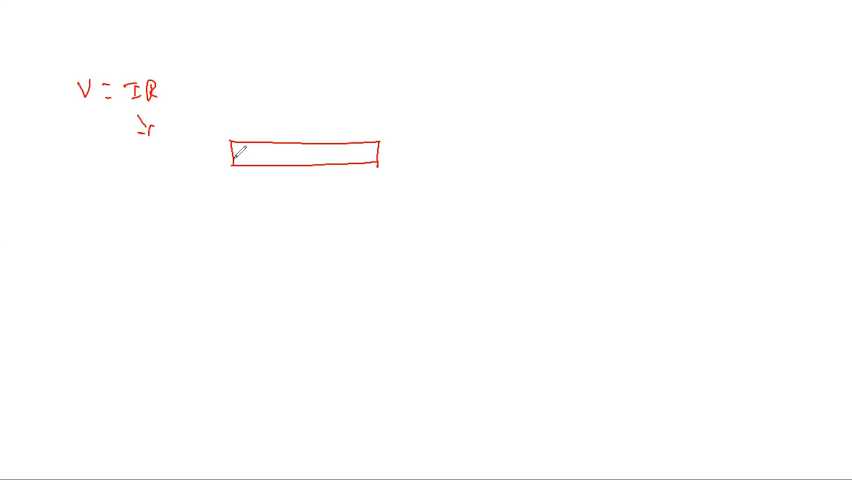 V = IR